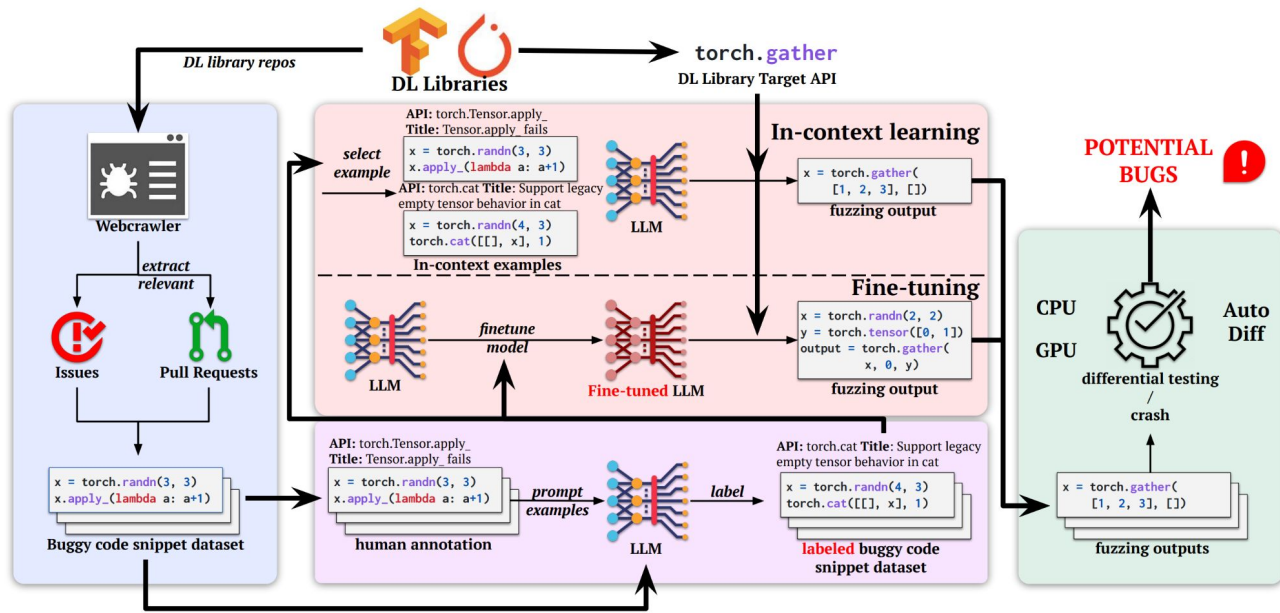 DL library repos
DL Libraries
torch.gather
DL Library Target API
Webcrawler
extract
relevant
Issues
Pull Requests
x = torch.randn(3, 3)
x.apply_(lambda a: a+1)
Buggy code snippet dataset
In-context learning
select
example
API: torch.Tensor.apply_
Title: Tensor.apply_fails
x = torch.randn(3, 3)
x.apply_(lambda a: a+1)
API: torch.cat Title: Support legacy
empty tensor behavior in cat
x = torch.randn(4, 3)
torch.cat([[], x], 1)
In-context examples
LLM
x = torch.gather(
[1, 2, 3], [])
fuzzing output
Fine-tuning
LLM
finetune
model
Fine-tuned LLM
x = torch.randn(2, 2)
y = torch.tensor([0, 1])
output = torch.gather(
x, 0, y)
fuzzing output
API: torch.Tensor.apply_
Title: Tensor.apply_fails
x = torch.randn(3, 3)
x.apply_(lambda a: a+1)
human annotation
prompt
examples
LLM
label
API: torch.cat Title: Support legacy
empty tensor behavior in cat
x = torch.randn(4, 3)
torch.cat([[], x], 1)
labeled buggy code
snippet dataset
POTENTIAL
BUGS
!
CPU
GPU
Auto
Diff
differential testing
/
crash
x = torch.gather(
[1, 2, 3], [])
fuzzing outputs